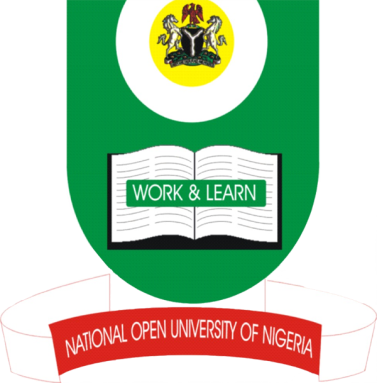 WORK & LEARN
NATIONAL OPEN UNIVERSITY OF NIGERIA